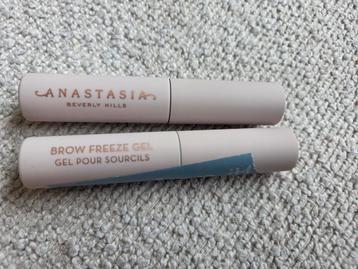 ANASTASIA
BEVERLY HILLS
BROW FREEZE GEL
GEL POUR SOURCILS